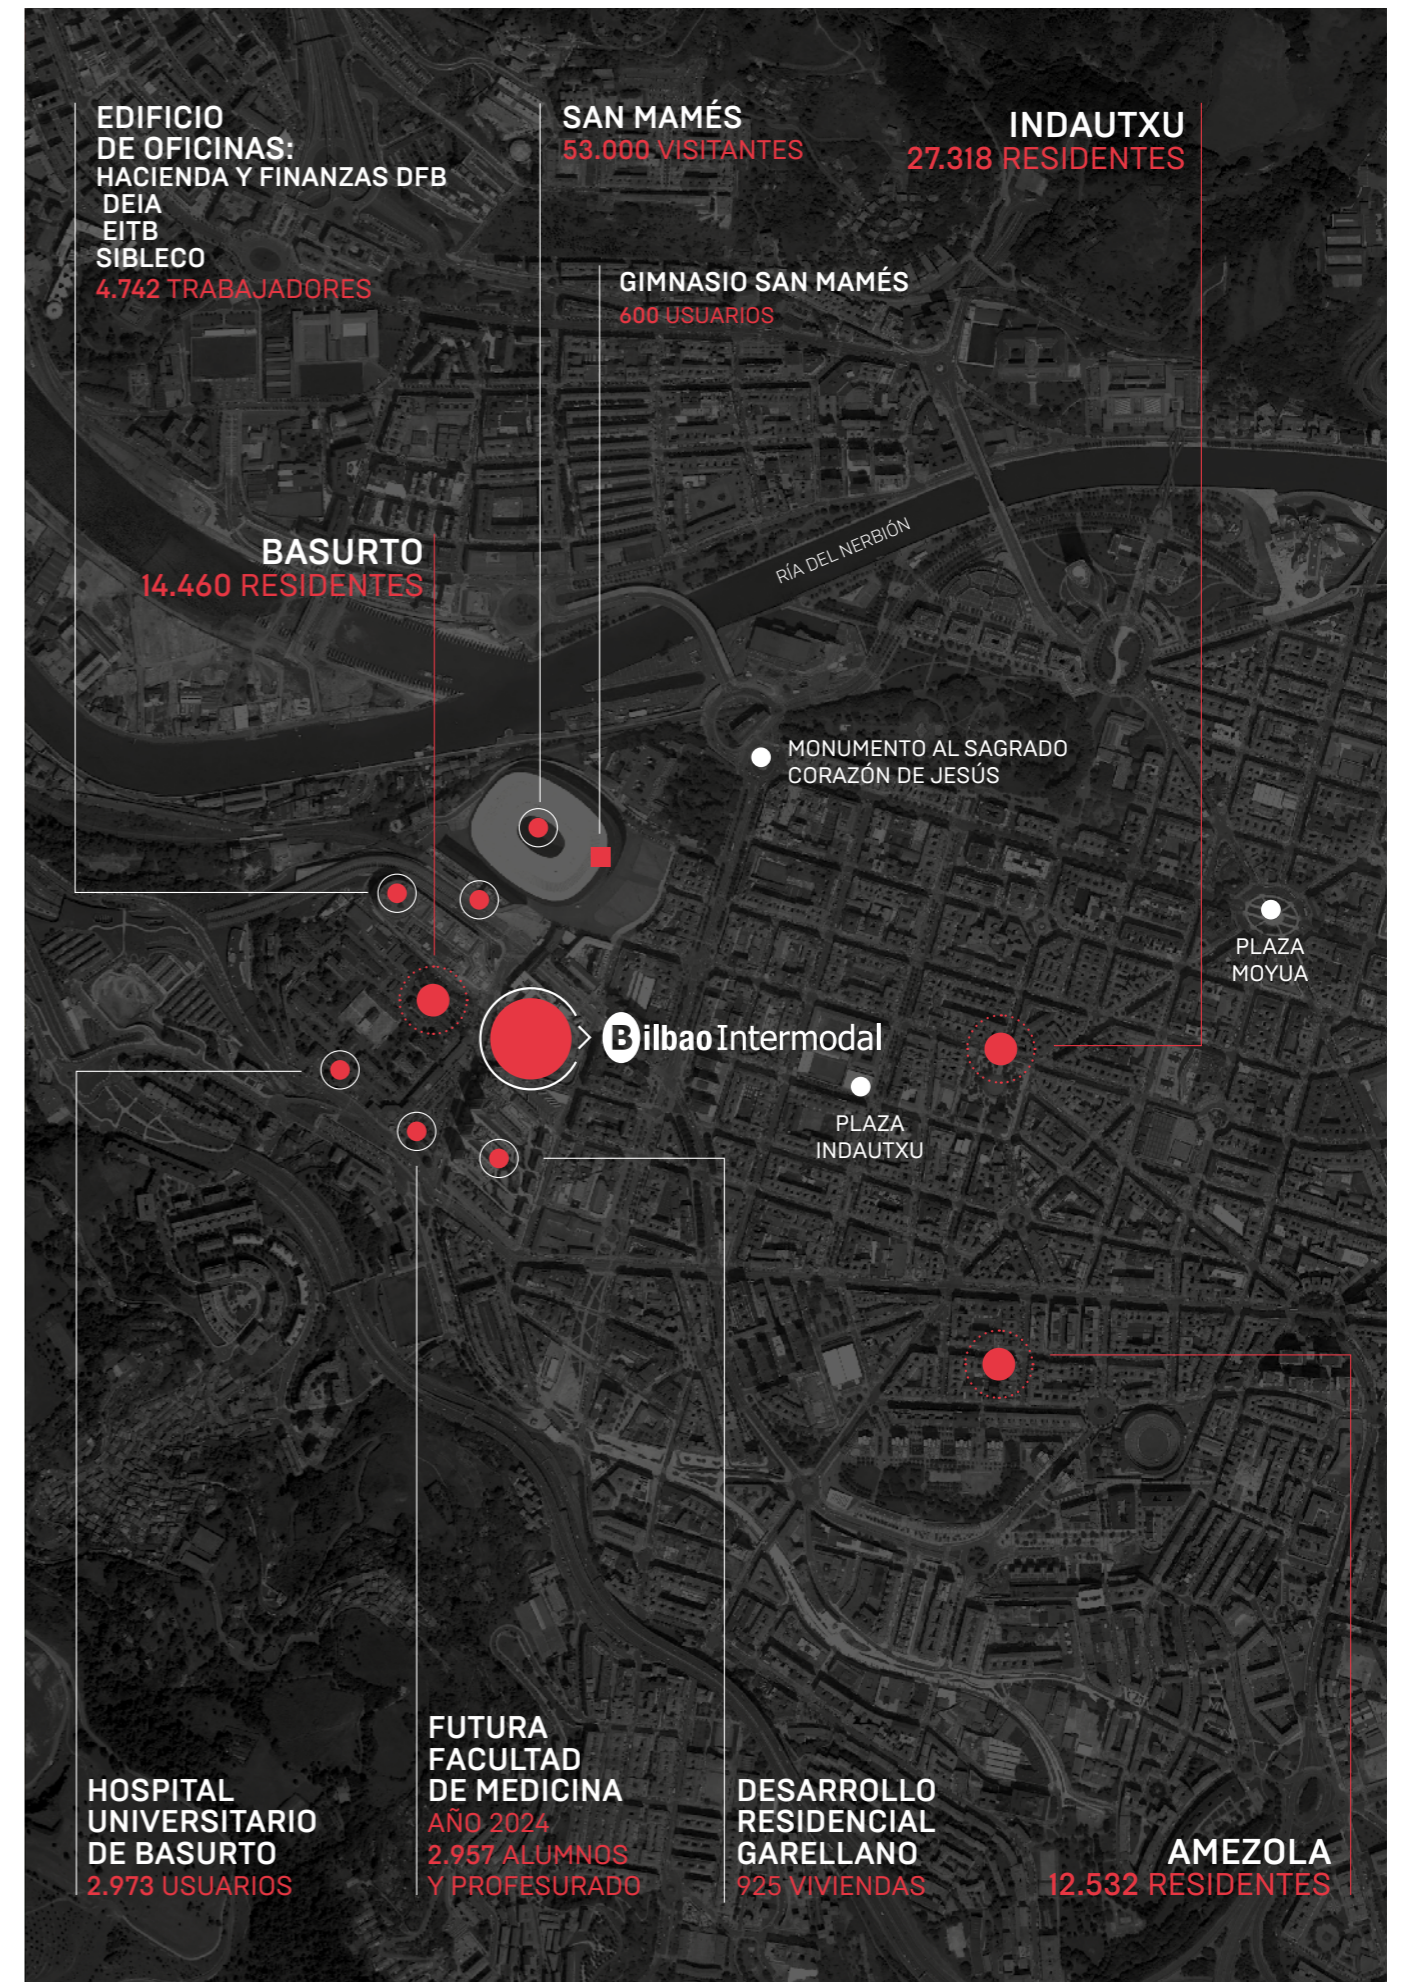 EDIFICIO
DE OFICINAS:
HACIENDA Y FINANZAS DFB
DEIA
EITB
SIBLECO
4.742 TRABAJADORES
SAN MAMÉS
53.000 VISITANTES
INDAUTXU
27.318 RESIDENTES
GIMNASIO SAN MAMÉS
600 USUARIOS
BASURTO
14.460 RESIDENTES
RÍA DEL NERBIÓN
MONUMENTO AL SAGRADO
CORAZÓN DE JESÚS
PLAZA
MOYUA
Bilbao Intermodal
PLAZA
INDAUTXU
HOSPITAL
UNIVERSITARIO
DE BASURTO
2.973 USUARIOS
FUTURA
FACULTAD
DE MEDICINA
AÑO 2024
2.957 ALUMNOS
Y PROFESURADO
DESARROLLO
RESIDENCIAL
GARELLANO
925 VIVIENDAS
AMEZOLA
12.532 RESIDENTES